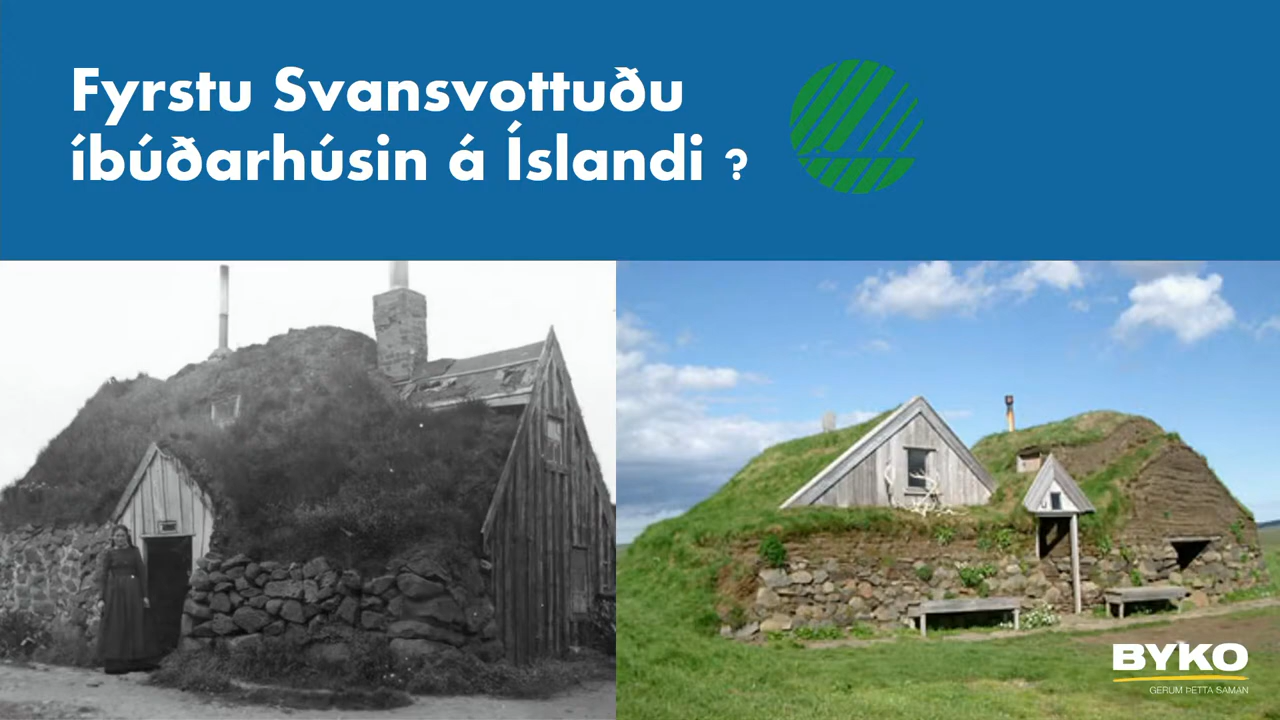 Fyrstu Svansvottuðu
íbúðarhúsin á Íslandi ?
BYKO
GERUM ÞETTA SAMAN